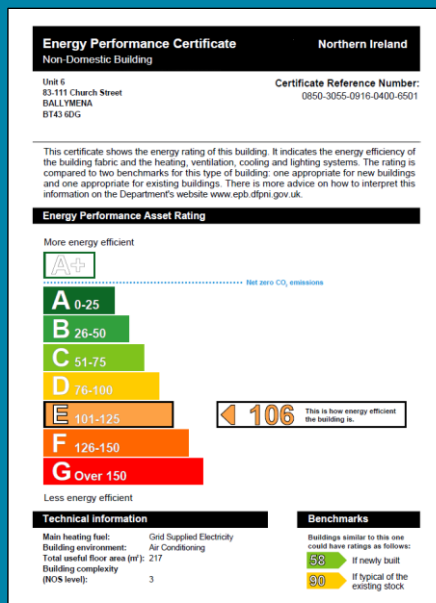 Energy Performance Certificate
Northern Ireland
Non-Domestic Building
Unit 6
83-111 Church Street
BALLYMENA
BT43 6DG
Certificate Reference Number:
0850-3055-0916-0400-6501
This certificate shows the energy rating of this building. It indicates the energy efficiency of
the building fabric and the heating, ventilation, cooling and lighting systems. The rating is
compared to two benchmarks for this type of building: one appropriate for new buildings
and one appropriate for existing buildings. There is more advice on how to interpret this
information on the Department's website www.epb.dfpni.gov.uk.
Energy Performance Asset Rating
More energy efficient
A+
Net zero CO₂ emissions
A 0-25
B 26-50
C 51-75
D 76-100
E 101-125
106 This is how energy efficient
the building is.
F 126-150
G Over 150
Less energy efficient
Technical information
Main heating fuel: Grid Supplied Electricity
Building environment: Air Conditioning
Total useful floor area (m²): 217
Building complexity
(NOS level): 3
Benchmarks
Buildings similar to this one
could have ratings as follows:
58 If newly built
90 If typical of the
existing stock